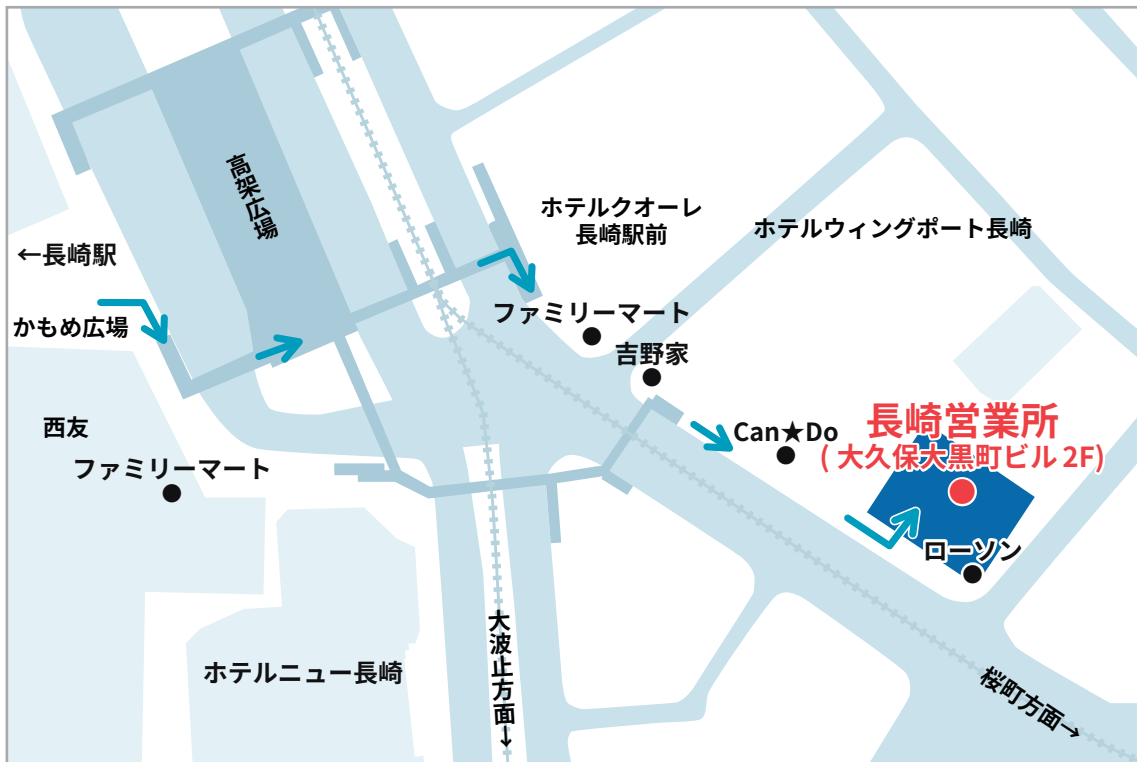 高架広場
←長崎駅
かもめ広場
ホテルクオーレ
長崎駅前
ホテルウィングポート長崎
ファミリーマート
吉野家
Can★Do
長崎営業所
( 大久保大黒町ビル 2F)
ローソン
西友
ファミリーマート
ホテルニュー長崎
大波止方面→
桜町方面→